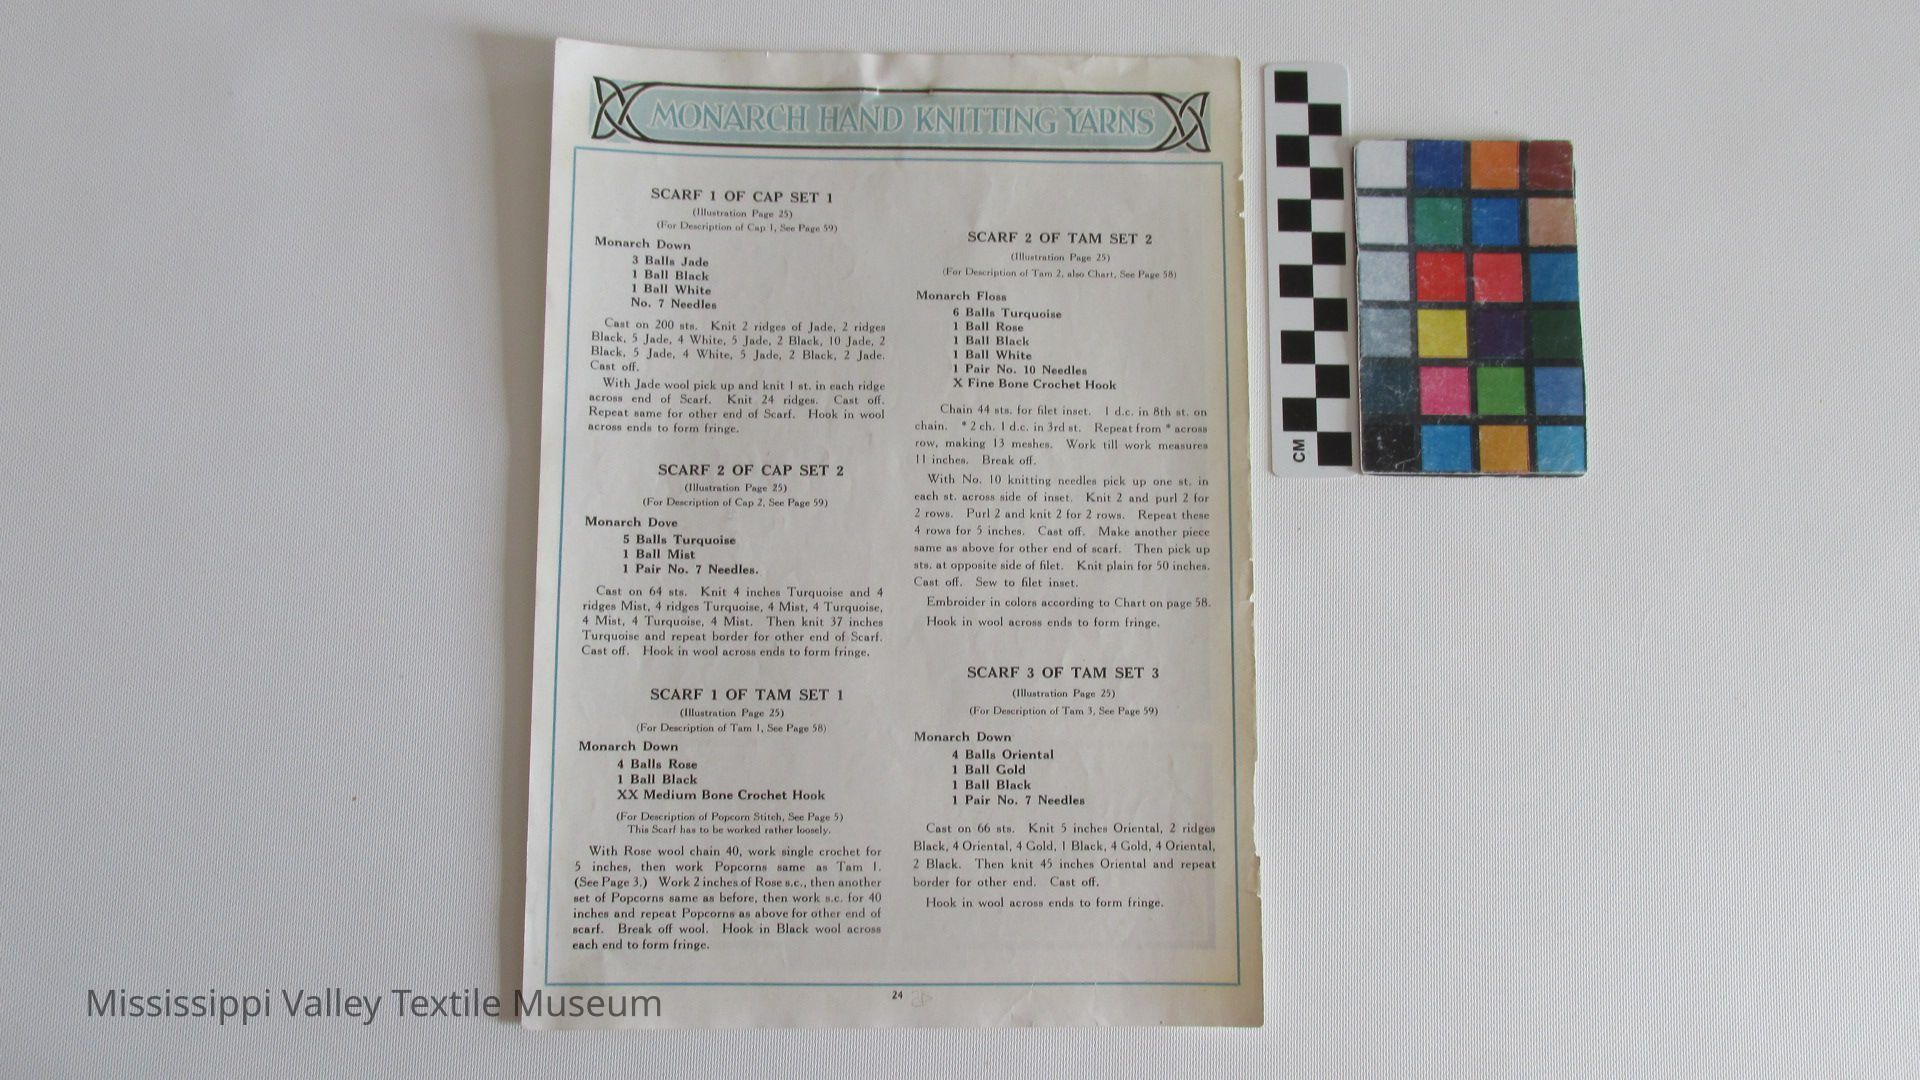 MONARCH HAND KNITTING YARNS
SCARF 1 OF CAP SET 1
(Illustration Page 25)
(For Description of Cap 1, See Page 59)
Monarch Down
3 Balls Jade
1 Ball Black
1 Ball White
No. 7 Needles
Cast on 200 sts. Knit 2 ridges of Jade, 2 ridges
Black, 5 Jade, 4 White, 5 Jade, 2 Black, 10 Jade, 2
Black, 5 Jade, 4 White, 5 Jade, 2 Black, 2 Jade.
Cast off.
With Jade wool pick up and knit 1 st. in each ridge
across end of Scarf. Knit 24 ridges. Cast off.
Repeat same for other end of Scarf. Hook in wool
across ends to form fringe.
SCARF 2 OF CAP SET 2
(Illustration Page 25)
(For Description of Cap 2, See Page 59)
Monarch Dove
5 Balls Turquoise
1 Ball Mist
1 Pair No. 7 Needles.
Cast on 64 sts. Knit 4 inches Turquoise and 4
ridges Mist, 4 ridges Turquoise, 4 Mist, 4 Turquoise,
4 Mist, 4 Turquoise, 4 Mist. Then knit 37 inches
Turquoise and repeat border for other end of Scarf.
Cast off. Hook in wool across ends to form fringe.
SCARF 1 OF TAM SET 1
(Illustration Page 25)
(For Description of Tam 1, See Page 58)
Monarch Down
4 Balls Rose
1 Ball Black
XX Medium Bone Crochet Hook
(For Description of Popcorn Stitch, See Page 5)
This Scarf has to be worked rather loosely.
With Rose wool chain 40, work single crochet for
5 inches, then work Popcorns same as Tam 1.
(See Page 3.) Work 2 inches of Rose s.c., then another
set of Popcorns same as before, then work s.c. for 40
inches and repeat Popcorns as above for other end of
scarf. Break off wool. Hook in Black wool across
each end to form fringe.
SCARF 2 OF TAM SET 2
(Illustration Page 25)
(For Description of Tam 2, also Chart, See Page 58)
Monarch Floss
6 Balls Turquoise
1 Ball Rose
1 Ball Black
1 Ball White
1 Pair No. 10 Needles
X Fine Bone Crochet Hook
Chain 44 sts. for filet inset. 1 d.c. in 8th st. on
chain. * 2 ch. 1 d.c. in 3rd st. Repeat from * across
row, making 13 meshes. Work till work measures
11 inches. Break off.
With No. 10 knitting needles pick up one st. in
each st. across side of inset. Knit 2 and purl 2 for
2 rows. Purl 2 and knit 2 for 2 rows. Repeat these
4 rows for 5 inches. Cast off. Make another piece
same as above for other end of scarf. Then pick up
sts. at opposite side of filet. Knit plain for 50 inches.
Cast off. Sew to filet inset.
Embroider in colors according to Chart on page 58.
Hook in wool across ends to form fringe.
SCARF 3 OF TAM SET 3
(Illustration Page 25)
(For Description of Tam 3, See Page 59)
Monarch Down
4 Balls Oriental
1 Ball Gold
1 Ball Black
1 Pair No. 7 Needles
Cast on 66 sts. Knit 5 inches Oriental, 2 ridges
Black, 4 Oriental, 4 Gold, 1 Black, 4 Gold, 4 Oriental,
2 Black. Then knit 45 inches Oriental and repeat
border for other end. Cast off.
Hook in wool across ends to form fringe.
24
CM
Mississippi Valley Textile Museum